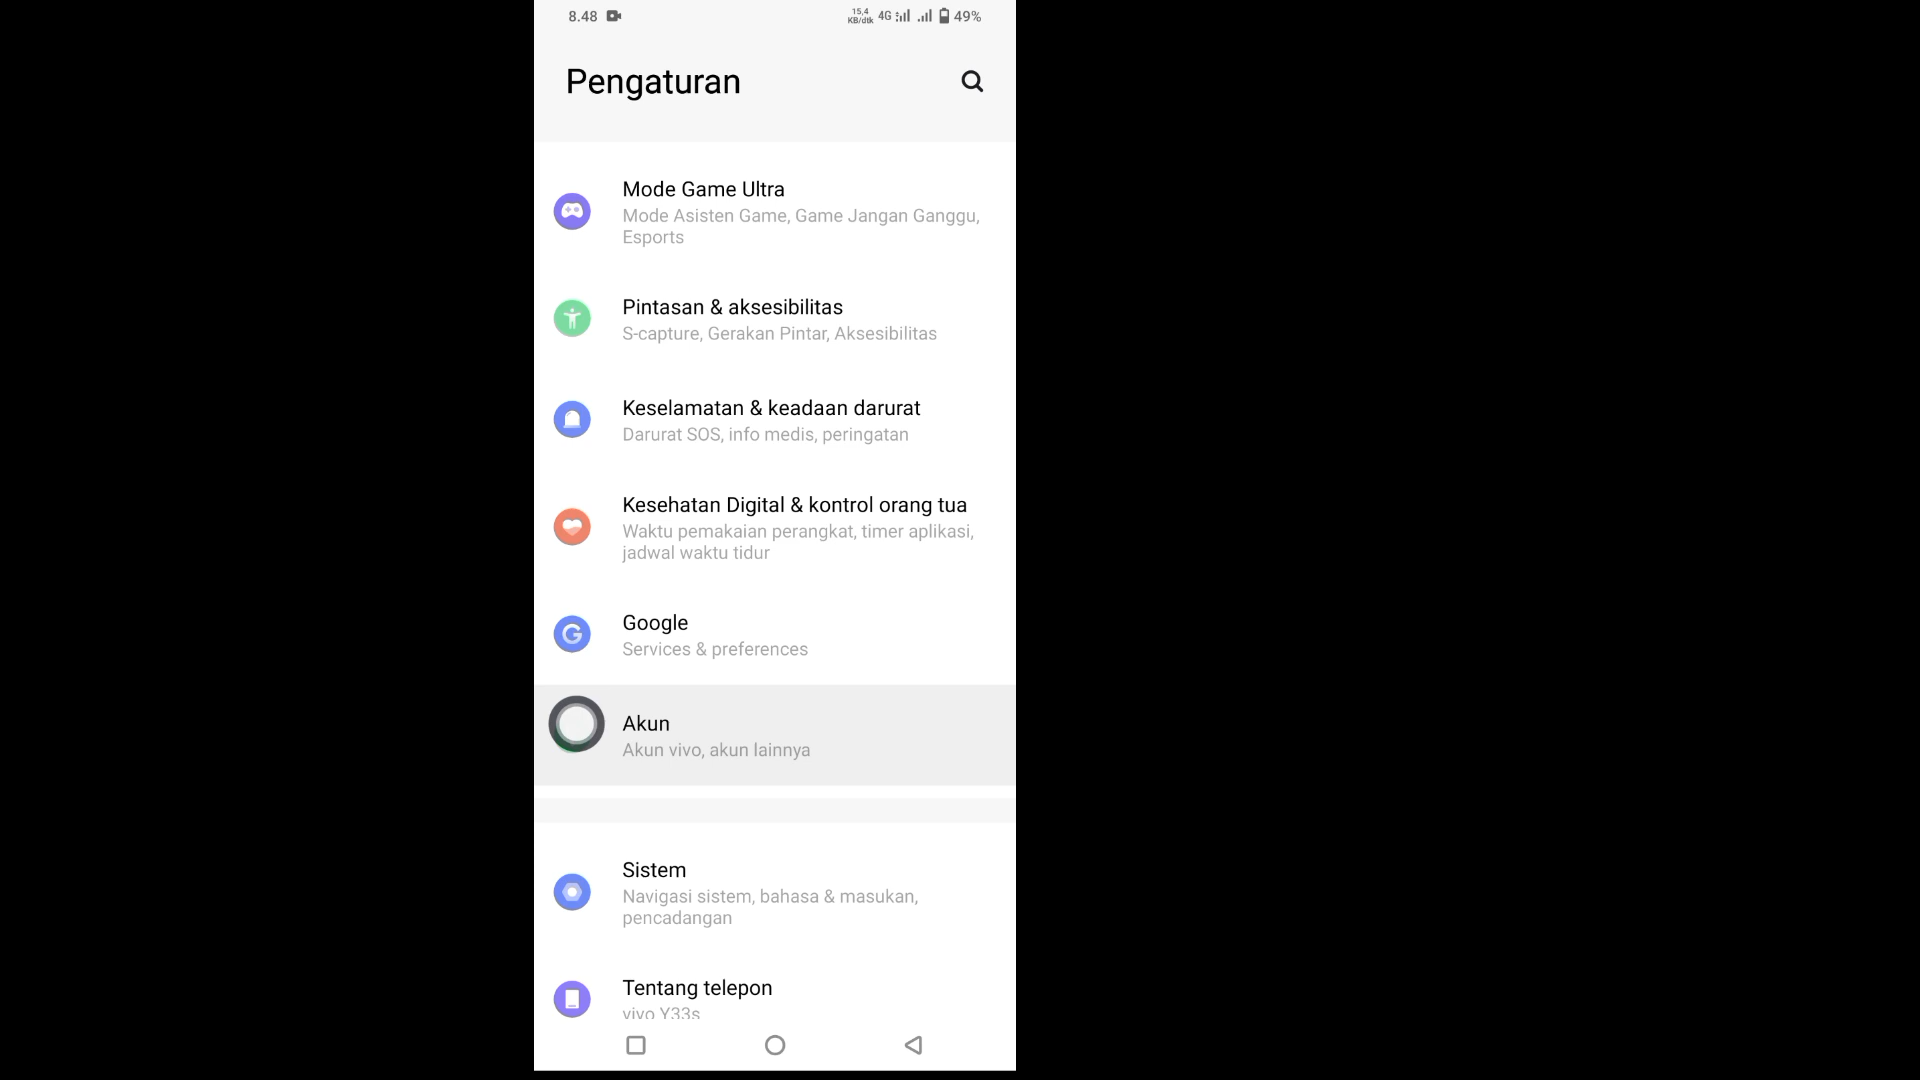 8.48
15,4
KB/dtk
4G
49%
Pengaturan
Mode Game Ultra
Mode Asisten Game, Game Jangan Ganggu,
Esports
Pintasan & aksesibilitas
S-capture, Gerakan Pintar, Aksesibilitas
Keselamatan & keadaan darurat
Darurat SOS, info medis, peringatan
Kesehatan Digital & kontrol orang tua
Waktu pemakaian perangkat, timer aplikasi,
jadwal waktu tidur
Google
Services & preferences
Akun
Akun vivo, akun lainnya
Sistem
Navigasi sistem, bahasa & masukan,
pencadangan
Tentang telepon
vivo Y33s